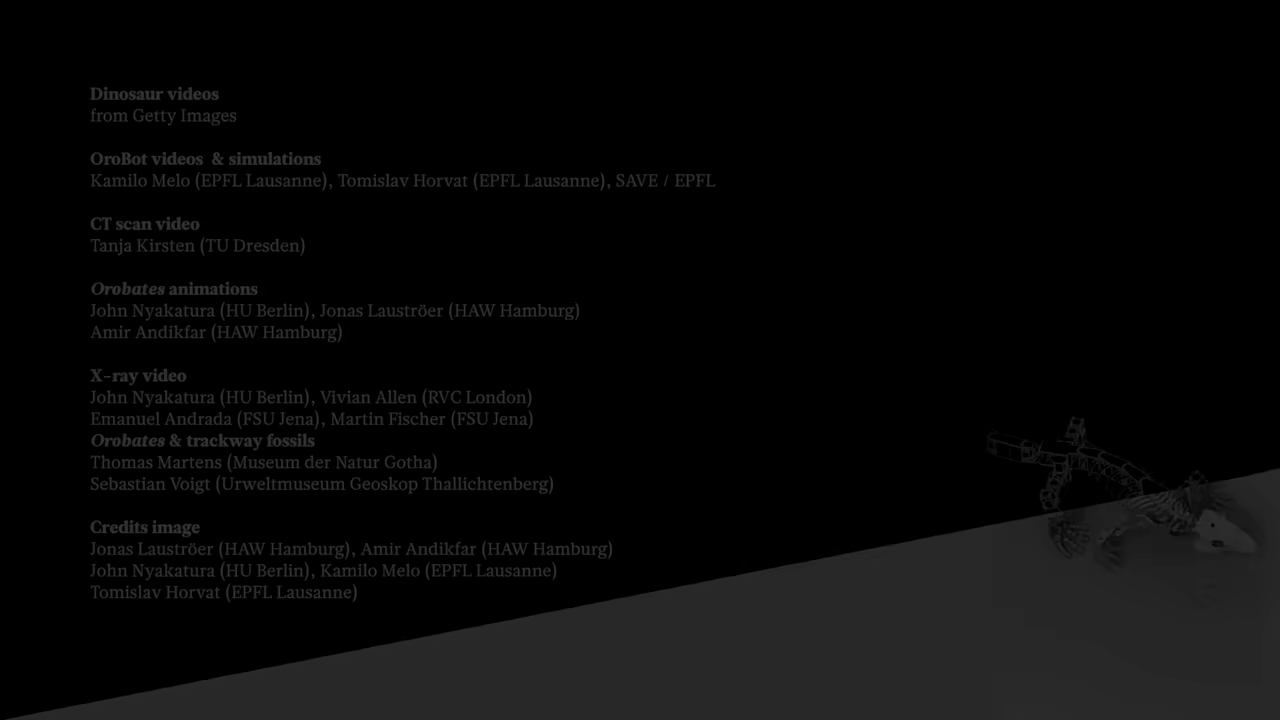 Dinosaur videos
from Getty Images
OroBot videos & simulations
Kamilo Melo (EPFL Lausanne), Tomislav Horvat (EPFL Lausanne), SAVE / EPFL
CT scan video
Tanja Kirsten (TU Dresden)
Orobates animations
John Nyakatura (HU Berlin), Jonas Lauströer (HAW Hamburg)
Amir Andikfar (HAW Hamburg)
X-ray video
John Nyakatura (HU Berlin), Vivian Allen (RVC London)
Emanuel Andrada (FSU Jena), Martin Fischer (FSU Jena)
Orobates & trackway fossils
Thomas Martens (Museum der Natur Gotha)
Sebastian Voigt (Urweltmuseum Geoskop Thallichtenberg)
Credits image
Jonas Lauströer (HAW Hamburg), Amir Andikfar (HAW Hamburg)
John Nyakatura (HU Berlin), Kamilo Melo (EPFL Lausanne)
Tomislav Horvat (EPFL Lausanne)